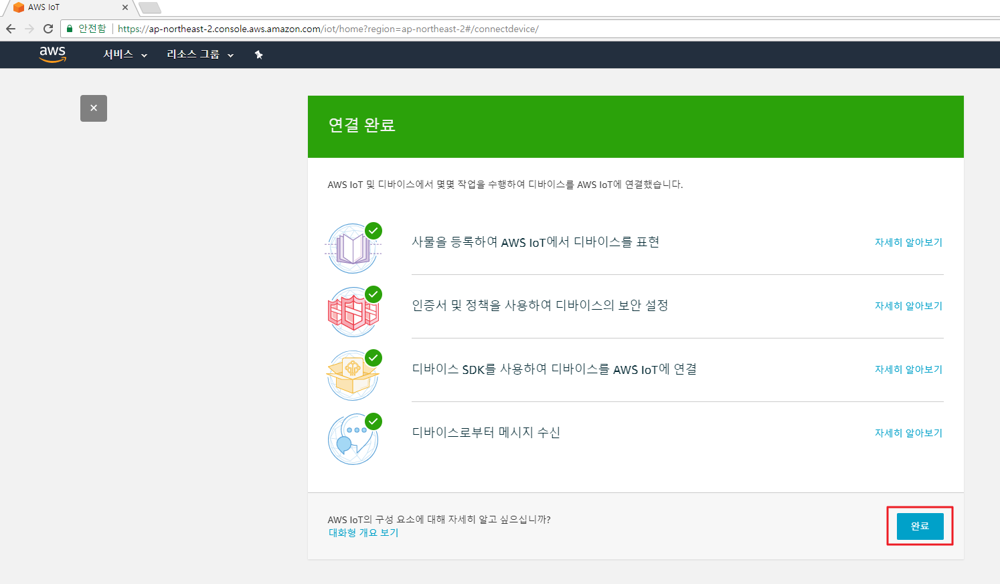 AWS IoT
안전함 https://ap-northeast-2.console.aws.amazon.com/iot/home?region=ap-northeast-2#/connectdevice/
aws 서비스 리소스 그룹
연결 완료
AWS IoT 및 디바이스에서 몇몇 작업을 수행하여 디바이스를 AWS IoT에 연결했습니다.
사물을 등록하여 AWS IoT에서 디바이스를 표현 자세히 알아보기
인증서 및 정책을 사용하여 디바이스의 보안 설정 자세히 알아보기
디바이스 SDK를 사용하여 디바이스를 AWS IoT에 연결 자세히 알아보기
디바이스로부터 메시지 수신 자세히 알아보기
AWS IoT의 구성 요소에 대해 자세히 알고 싶으십니까?
대화형 개요 보기
완료